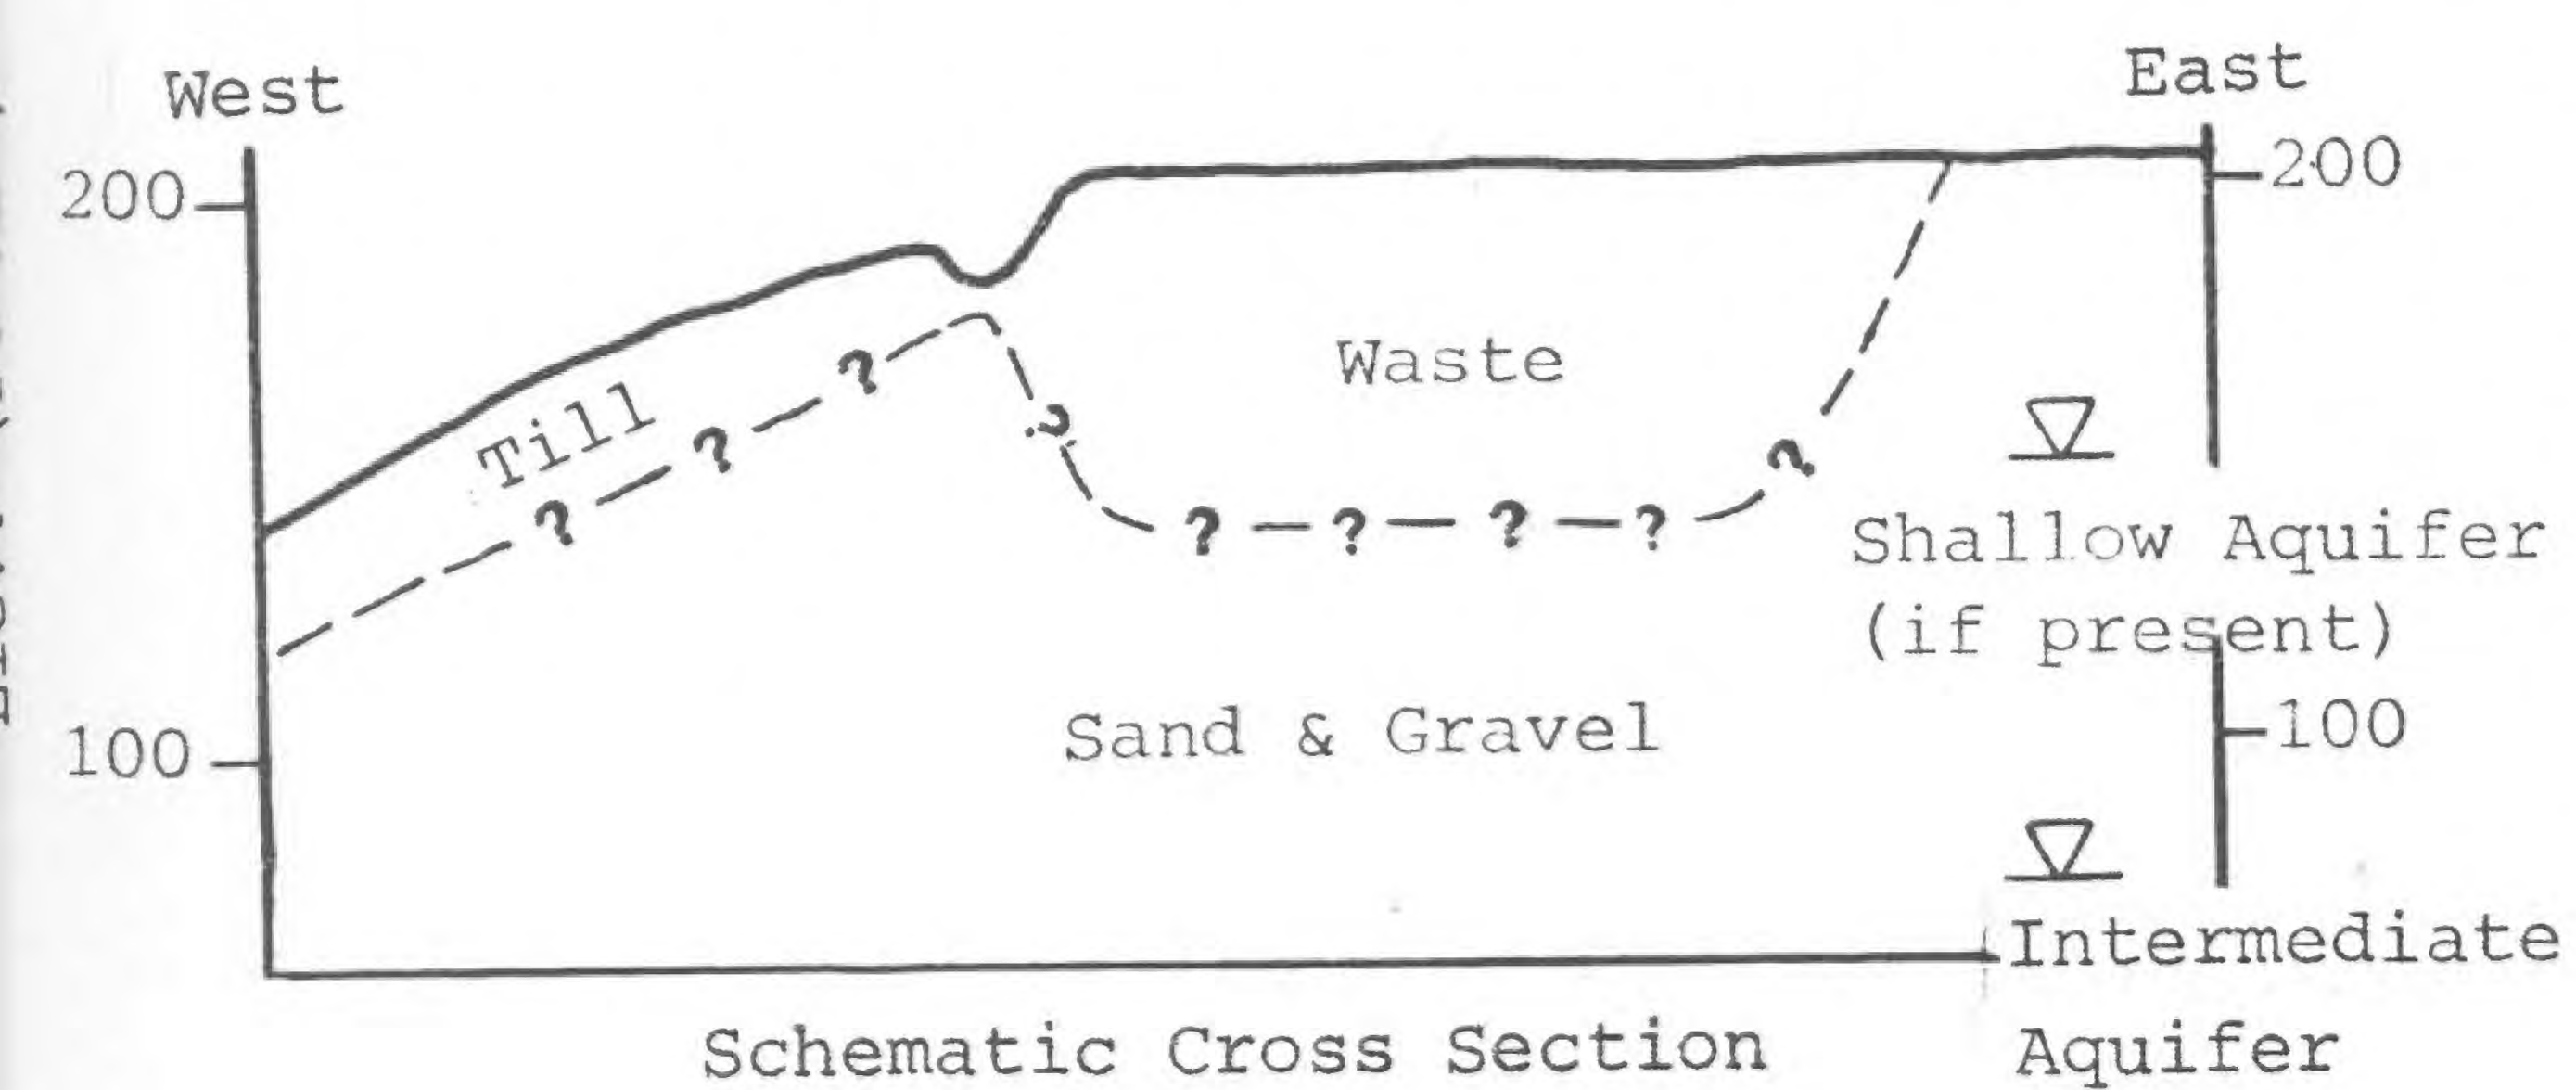 West
East
200
200
Till
?
?
?
?
Waste
?
?
?
?
?
Shallow Aquifer
(if present)
100
Sand & Gravel
100
Intermediate
Aquifer
Schematic Cross Section